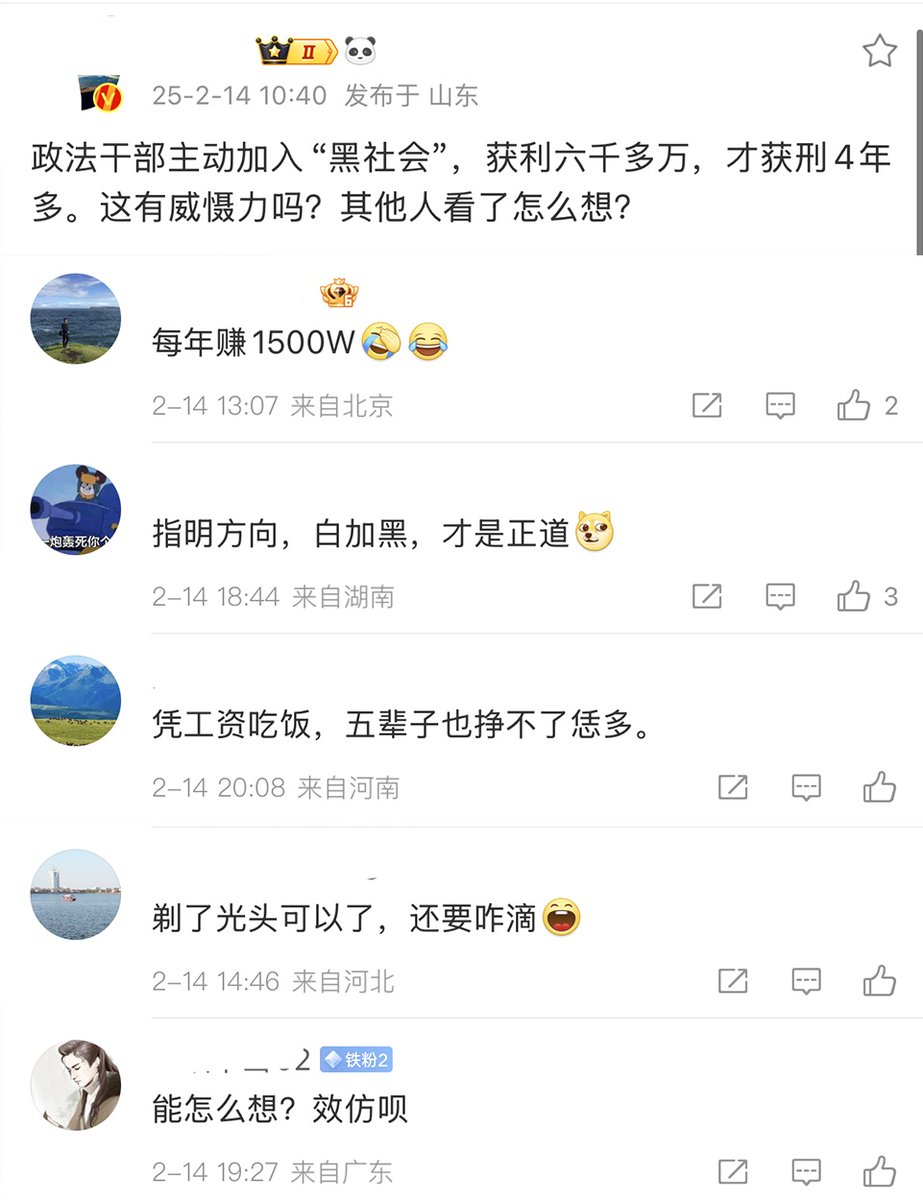 II
25-2-14 10:40 发布于 山东
政法干部主动加入“黑社会”，获利六千多万，才获刑4年
多。这有威慑力吗？其他人看了怎么想？
6
每年赚1500W
2-14 13:07 来自北京
2
一炮轰死你个
指明方向，白加黑，才是正道
2-14 18:44 来自湖南
3
凭工资吃饭，五辈子也挣不了恁多。
2-14 20:08 来自河南
剃了光头可以了，还要咋滴
2-14 14:46 来自河北
2 铁粉2
能怎么想？效仿呗
2-14 19:27 来自广东